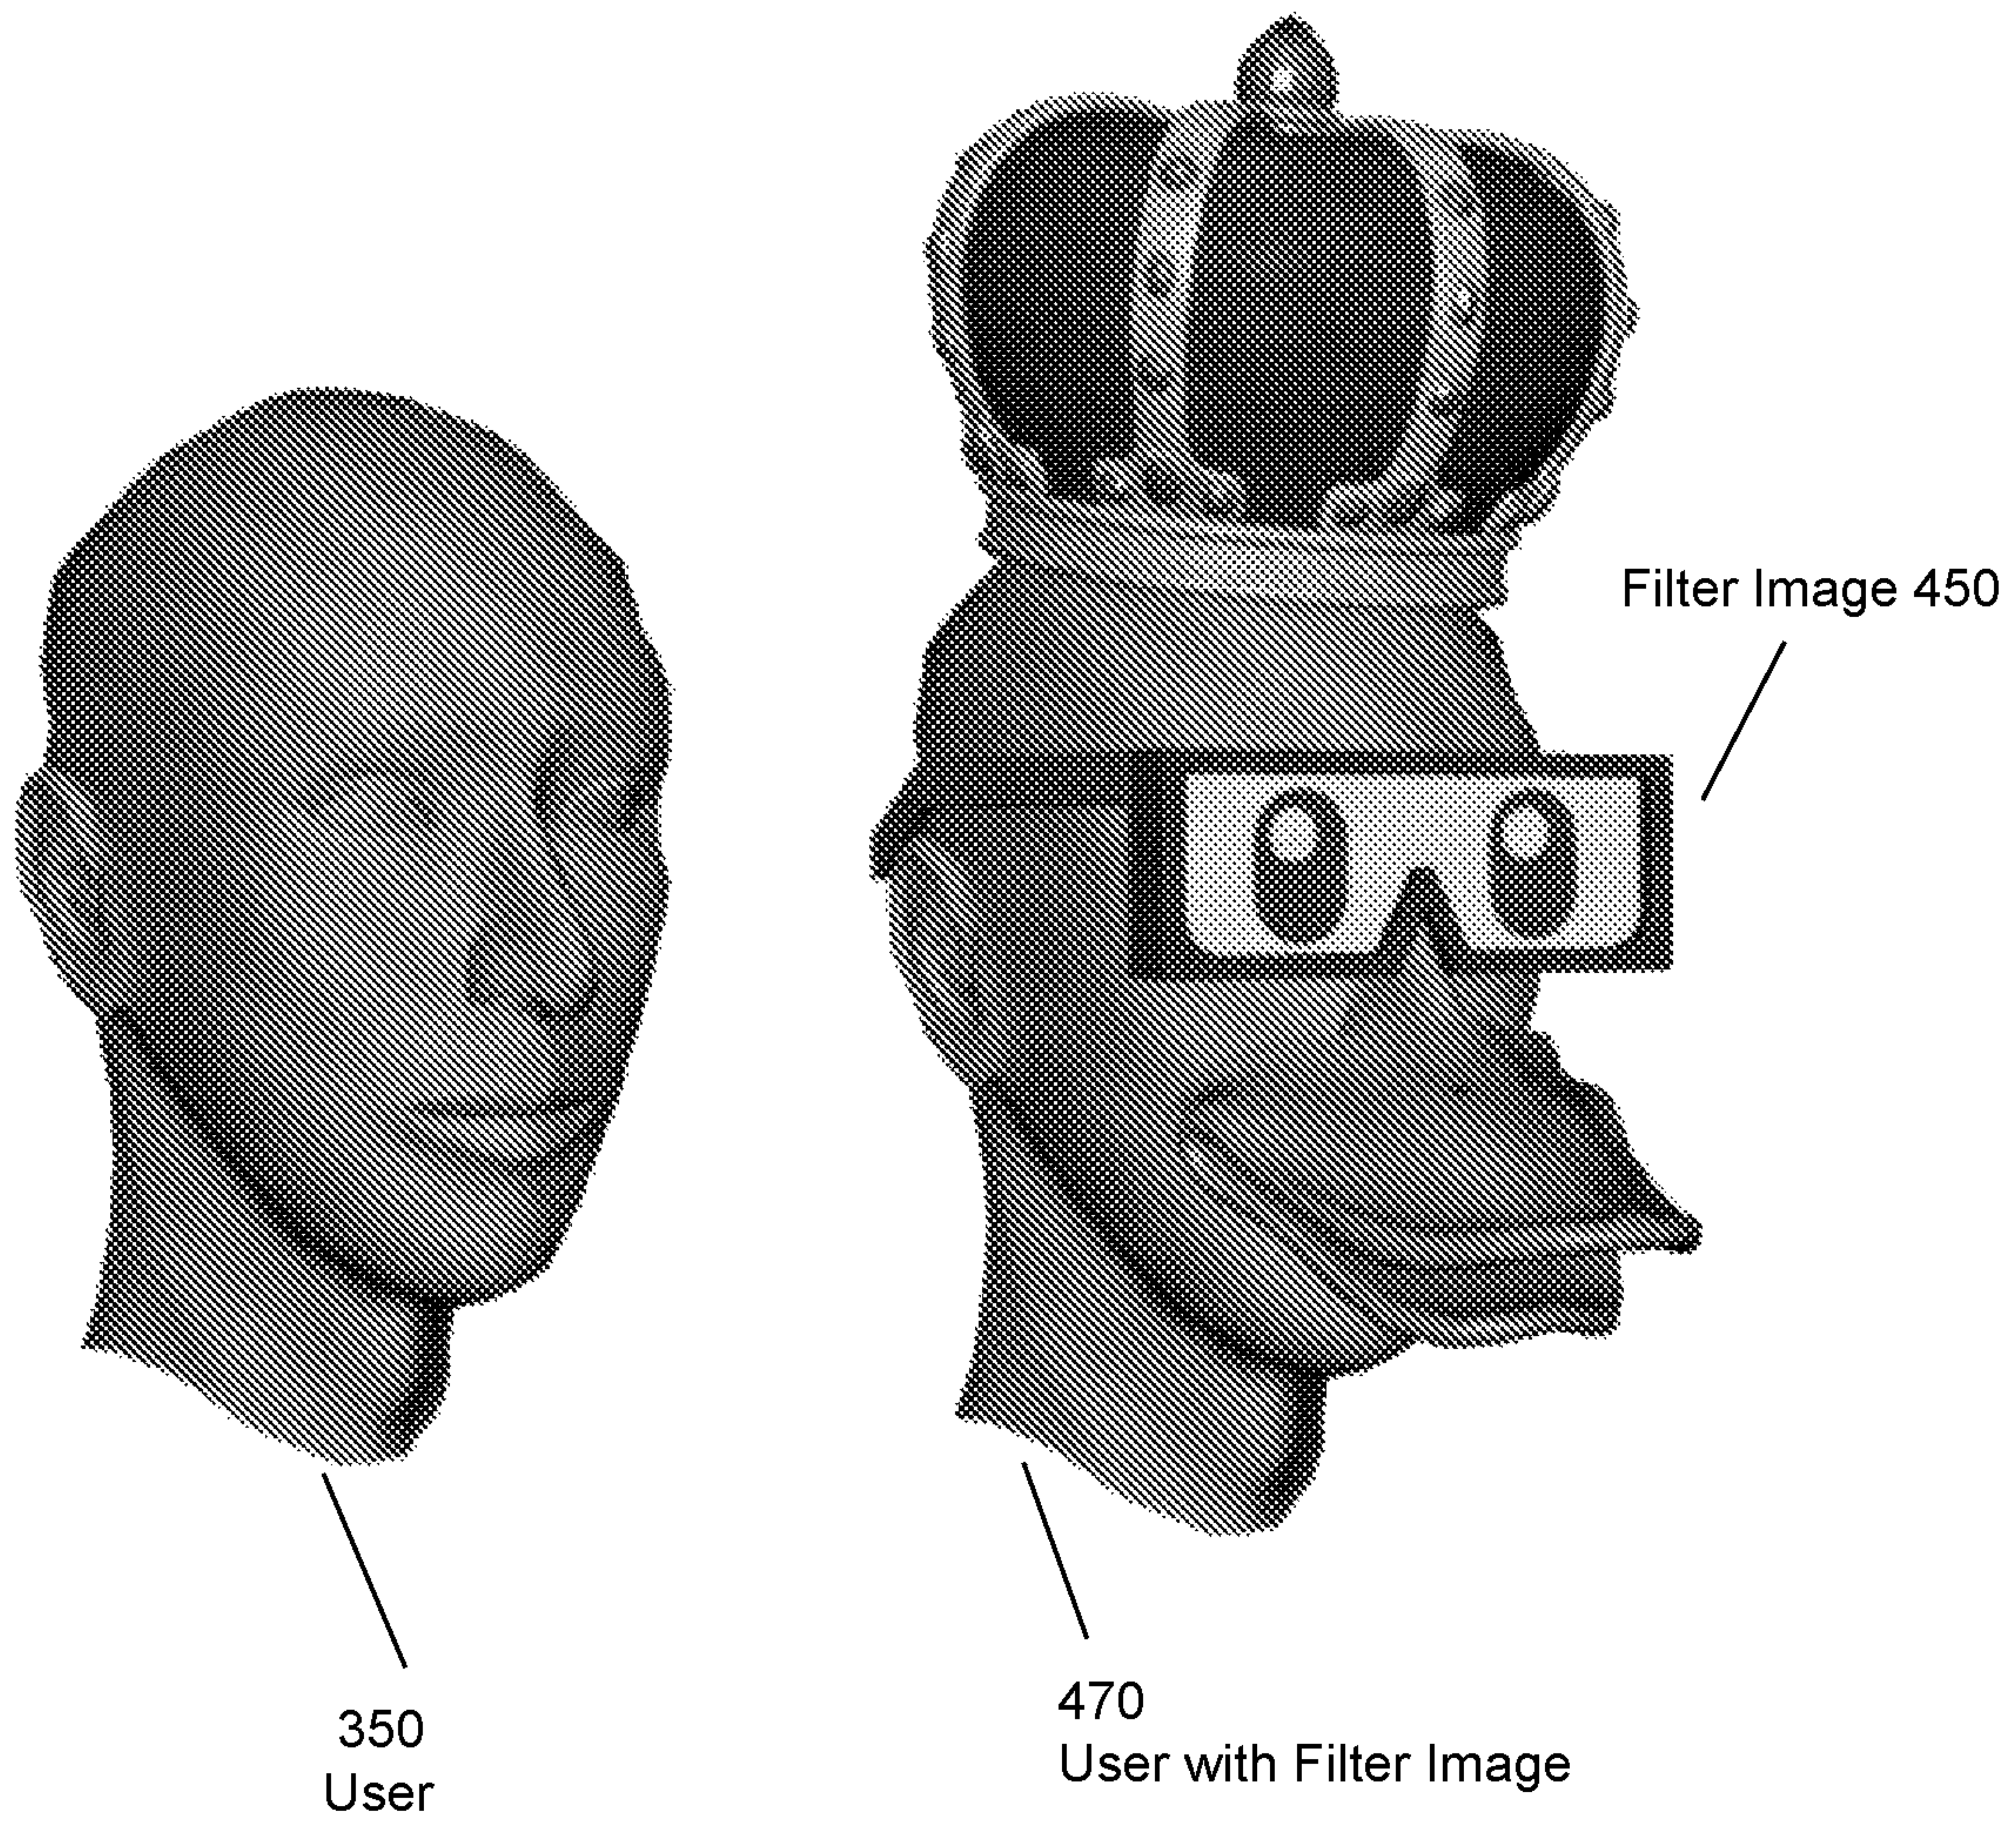 Filter Image 450
350
User
470
User with Filter Image